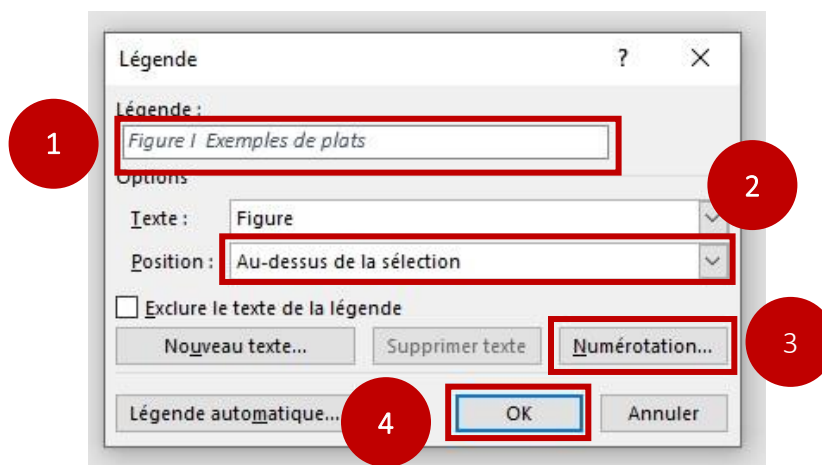 Légende ?
Légende :
1
Figure I Exemples de plats
Options
2
Texte : Figure
Position : Au-dessus de la sélection
Exclure le texte de la légende
Nouveau texte... Supprimer texte Numérotation... 3
Légende automatique... 4 OK Annuler